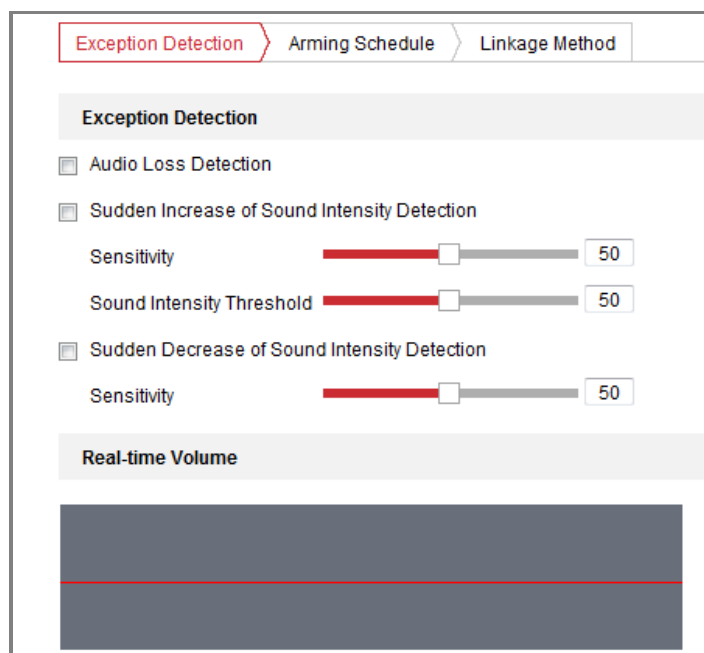 Exception Detection Arming Schedule Linkage Method
Exception Detection
Audio Loss Detection
Sudden Increase of Sound Intensity Detection
Sensitivity 50
Sound Intensity Threshold 50
Sudden Decrease of Sound Intensity Detection
Sensitivity 50
Real-time Volume